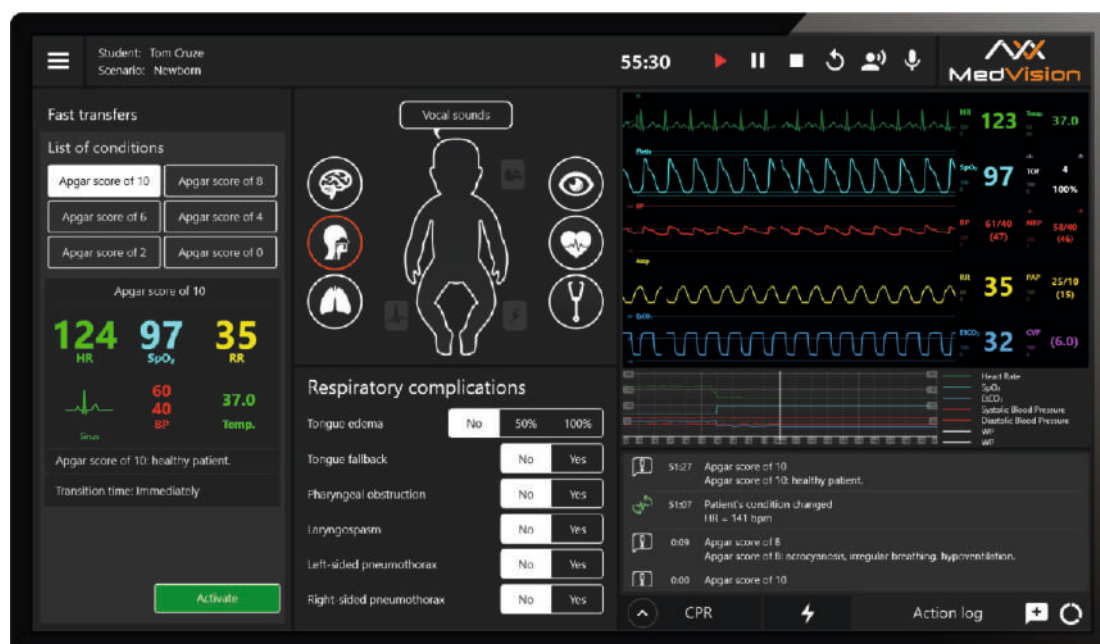 Student: Tom Cruze
Scenario: Newborn
55:30
MedVision
Fast transfers
List of conditions
Apgar score of 10
Apgar score of 8
Apgar score of 6
Apgar score of 4
Apgar score of 2
Apgar score of 0
Apgar score of 10
124 97 35
HR SpO₂ RR
60
40
BP
37.0
Temp.
Sinus
Apgar score of 10: healthy patient.
Transition time: Immediately
Activate
Vocal sounds
Respiratory complications
Tongue edema No 50% 100%
Tongue fallback No Yes
Pharyngeal obstruction No Yes
Laryngospasm No Yes
Left-sided pneumothorax No Yes
Right-sided pneumothorax No Yes
HR 123 Temp. 37.0
Pleth
SpO₂ 97 TOF 4
100%
BP
BP 61/40 NBP 58/40
(47) (46)
Resp
RR 35 PAP 25/10
(15)
EtCO₂
EtCO₂ 32 CVP (6.0)
Heart Rate
SpO₂
EtCO₂
Systolic Blood Pressure
Diastolic Blood Pressure
WP
WP
51:27 Apgar score of 10
Apgar score of 10: healthy patient.
51:07 Patient's condition changed
HR = 141 bpm
0:09 Apgar score of 8
Apgar score of 8: acrocyanosis, irregular breathing, hypoventilation.
0:00 Apgar score of 10
CPR
Action log